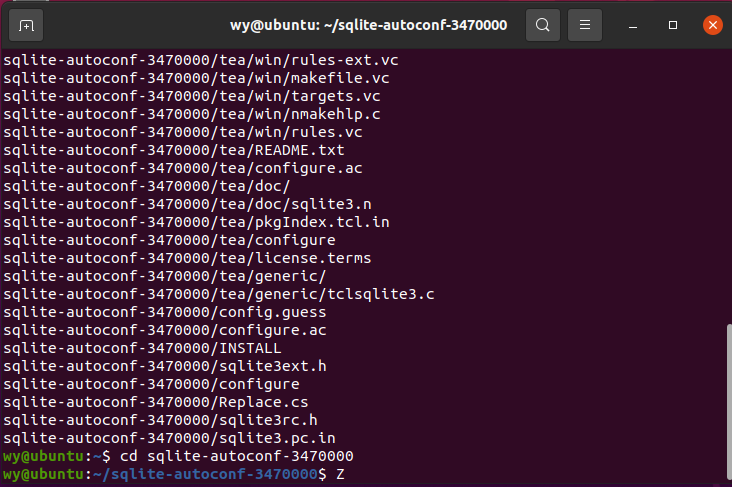 wy@ubuntu: ~/sqlite-autoconf-3470000
sqlite-autoconf-3470000/tea/win/rules-ext.vc
sqlite-autoconf-3470000/tea/win/makefile.vc
sqlite-autoconf-3470000/tea/win/targets.vc
sqlite-autoconf-3470000/tea/win/nmakehlp.c
sqlite-autoconf-3470000/tea/win/rules.vc
sqlite-autoconf-3470000/tea/README.txt
sqlite-autoconf-3470000/tea/configure.ac
sqlite-autoconf-3470000/tea/doc/
sqlite-autoconf-3470000/tea/doc/sqlite3.n
sqlite-autoconf-3470000/tea/pkgIndex.tcl.in
sqlite-autoconf-3470000/tea/configure
sqlite-autoconf-3470000/tea/license.terms
sqlite-autoconf-3470000/tea/generic/
sqlite-autoconf-3470000/tea/generic/tclsqlite3.c
sqlite-autoconf-3470000/config.guess
sqlite-autoconf-3470000/configure.ac
sqlite-autoconf-3470000/INSTALL
sqlite-autoconf-3470000/sqlite3ext.h
sqlite-autoconf-3470000/configure
sqlite-autoconf-3470000/Replace.cs
sqlite-autoconf-3470000/sqlite3rc.h
sqlite-autoconf-3470000/sqlite3.pc.in
wy@ubuntu:~$ cd sqlite-autoconf-3470000
wy@ubuntu:~/sqlite-autoconf-3470000$ Z